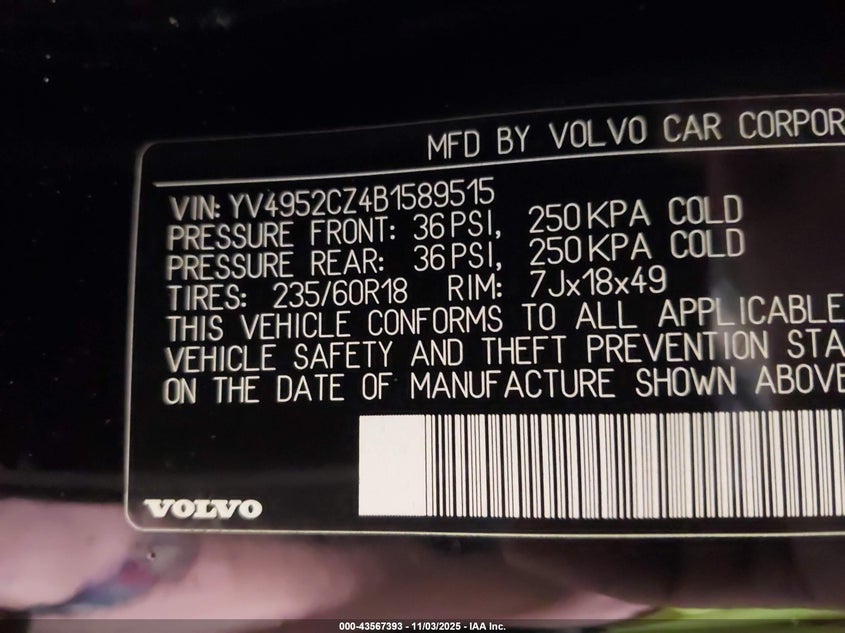 MFD BY VOLVO CAR CORPOR
VIN: YV4952CZ4B1589515
PRESSURE FRONT: 36 PSI, 250 KPA COLD
PRESSURE REAR: 36 PSI, 250 KPA COLD
TIRES: 235/60R18 RIM: 7Jx18x49
THIS VEHICLE CONFORMS TO ALL APPLICABLE
VEHICLE SAFETY AND THEFT PREVENTION STA
ON THE DATE OF MANUFACTURE SHOWN ABOVE
VOLVO
000-43567393 - 11/03/2025 - IAA Inc.